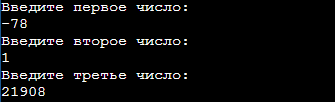 Введите первое число:
-78
Введите второе число:
1
Введите третье число:
21908